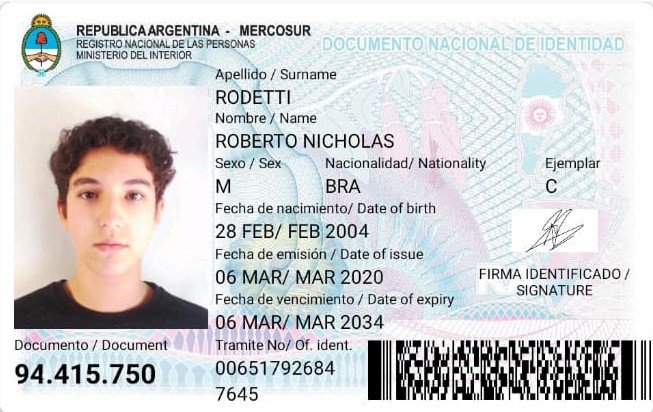 REPUBLICA ARGENTINA - MERCOSUR
REGISTRO NACIONAL DE LAS PERSONAS
MINISTERIO DEL INTERIOR
DOCUMENTO NACIONAL DE IDENTIDAD
Apellido / Surname
RODETTI
Nombre / Name
ROBERTO NICHOLAS
Sexo / Sex Nacionalidad/ Nationality Ejemplar
M BRA C
Fecha de nacimiento/ Date of birth
28 FEB/ FEB 2004
Fecha de emisión / Date of issue
06 MAR/ MAR 2020
FIRMA IDENTIFICADO /
SIGNATURE
Fecha de vencimiento / Date of expiry
06 MAR/ MAR 2034
Documento / Document
94.415.750
Tramite No/ Of. ident.
00651792684
7645